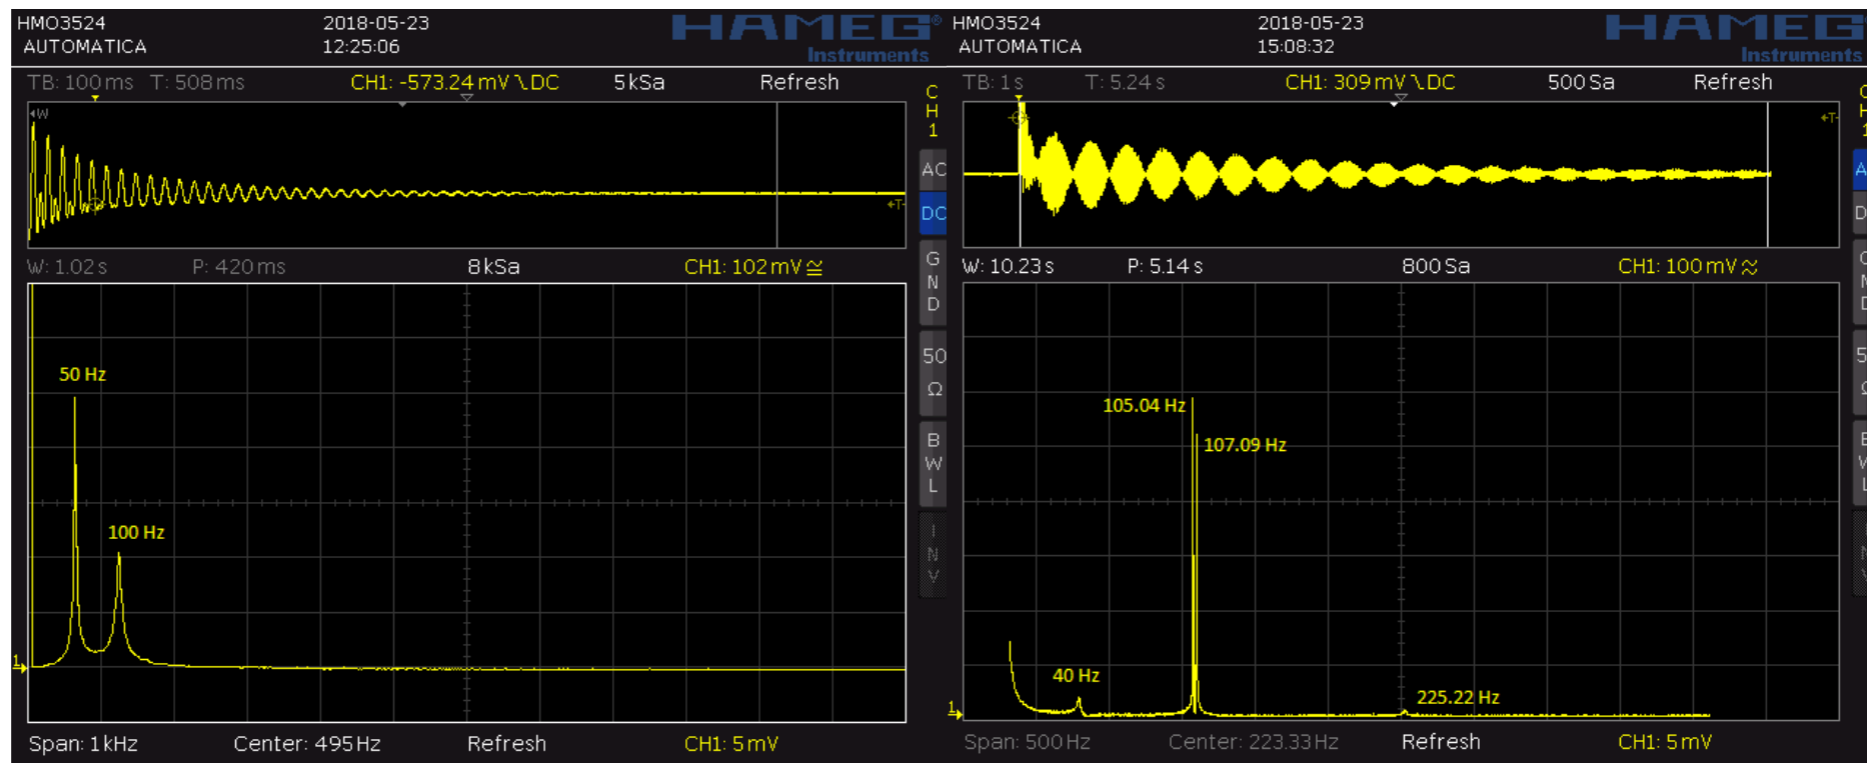 HMO3524 2018-05-23 HAMEG®
AUTOMATICA 12:25:06 Instruments
TB: 100 ms T: 508 ms CH1: -573.24 mV DC 5 kSa Refresh
CH1
W
T
AC
DC
W: 1.02 s P: 420 ms 8 kSa CH1: 102 mV ≅
GND
50 Hz
50 Ω
BWL
100 Hz
INV
1
Span: 1 kHz Center: 495 Hz Refresh CH1: 5 mV
HMO3524 2018-05-23 HAMEG
AUTOMATICA 15:08:32 Instruments
TB: 1 s T: 5.24 s CH1: 309 mV DC 500 Sa Refresh
T
W: 10.23 s P: 5.14 s 800 Sa CH1: 100 mV ≈
105.04 Hz
107.09 Hz
40 Hz
225.22 Hz
1
Span: 500 Hz Center: 223.33 Hz Refresh CH1: 5 mV